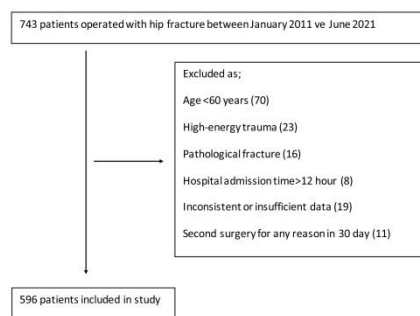 743 patients operated with hip fracture between January 2011 ve June 2021
Excluded as;
Age <60 years (70)
High-energy trauma (23)
Pathological fracture (16)
Hospital admission time>12 hour (8)
Inconsistent or insufficient data (19)
Second surgery for any reason in 30 day (11)
596 patients included in study